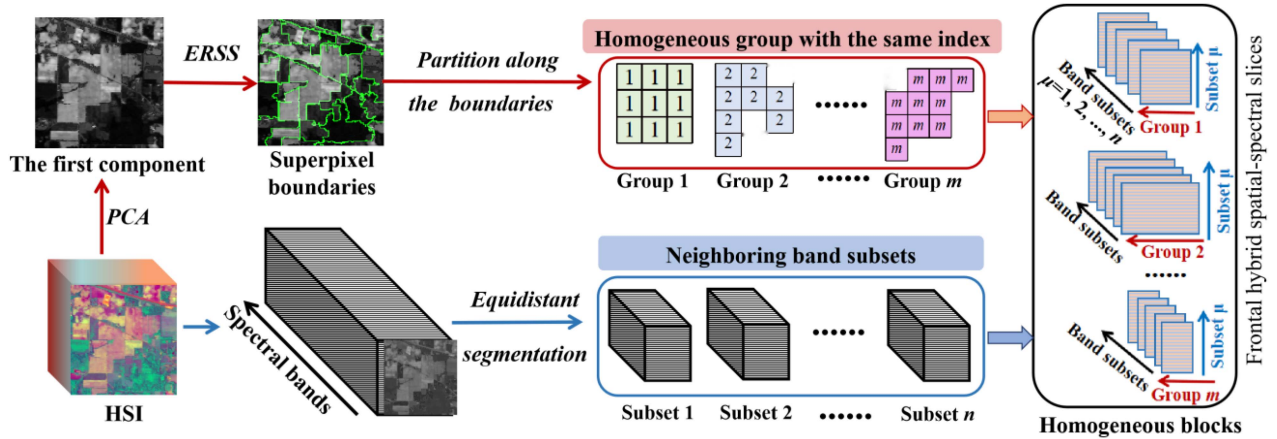 ERSS
Partition along
the boundaries
Homogeneous group with the same index
1 1 1
1 1 1
1 1 1
2 2
2 2 2
2 2
2
m m m
m m m
m m m
m
Group 1
Group 2
......
Group m
The first component
Superpixel
boundaries
PCA
HSI
Spectral bands
Equidistant
segmentation
Neighboring band subsets
......
Subset 1
Subset 2
......
Subset n
Band subsets
μ=1, 2, ..., n
Group 1
Subset μ
Band subsets
Group 2
Subset μ
......
Band subsets
Group m
Subset μ
Homogeneous blocks
Frontal hybrid spatial-spectral slices